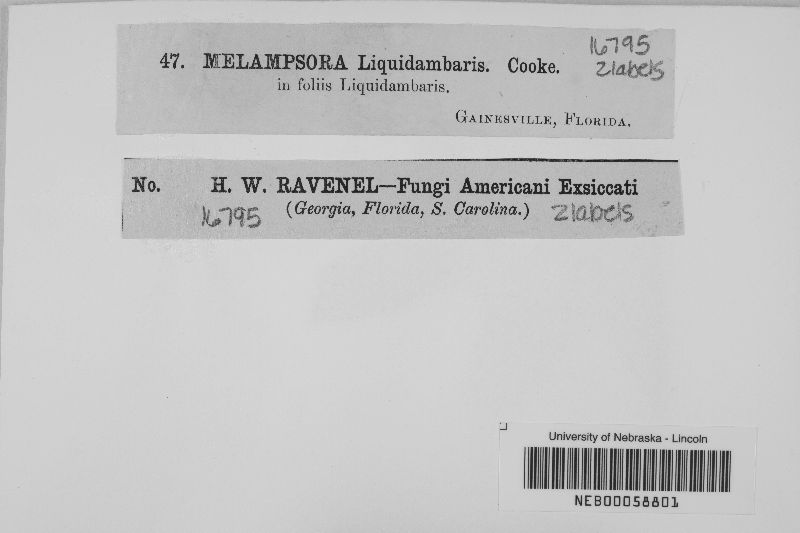 47. MELAMPSORA Liquidambaris. Cooke. 16795
in foliis Liquidambaris. 2labels
GAINESVILLE, FLORIDA.
No. H. W. RAVENEL—Fungi Americani Exsiccati
16795 (Georgia, Florida, S. Carolina.) 2labels
University of Nebraska - Lincoln
NEB00058801